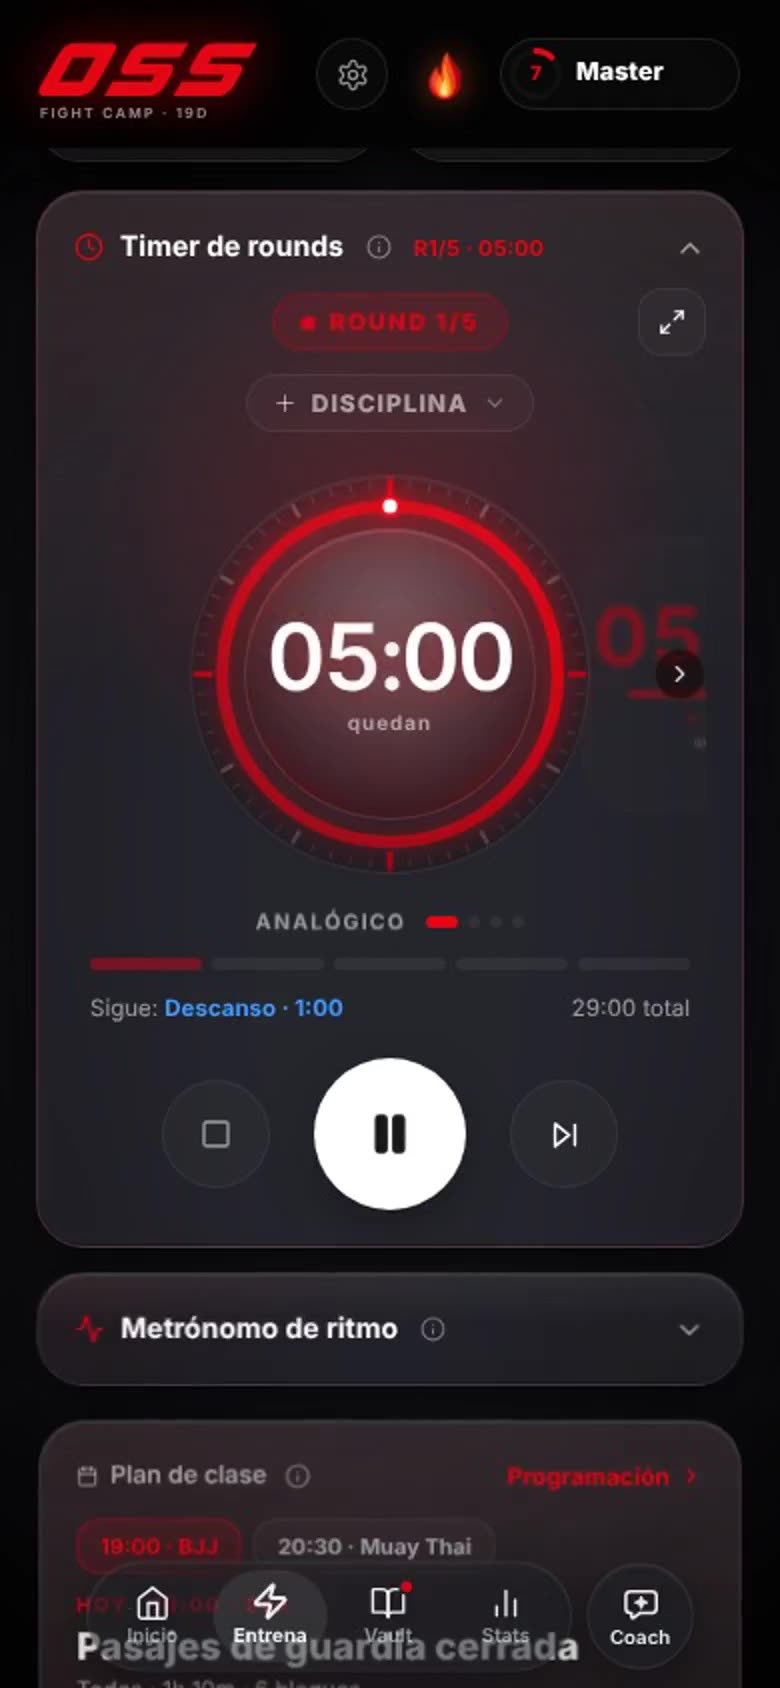 OSS
FIGHT CAMP · 19D
7 Master
Timer de rounds R1/5 · 05:00
ROUND 1/5
+ DISCIPLINA
05:00
quedan
05
ANALÓGICO
Sigue: Descanso · 1:00 29:00 total
Metrónomo de ritmo
Plan de clase Programación
19:00 · BJJ 20:30 · Muay Thai
Pasajes de guardia cerrada
Inicio Entrena Vault Stats Coach